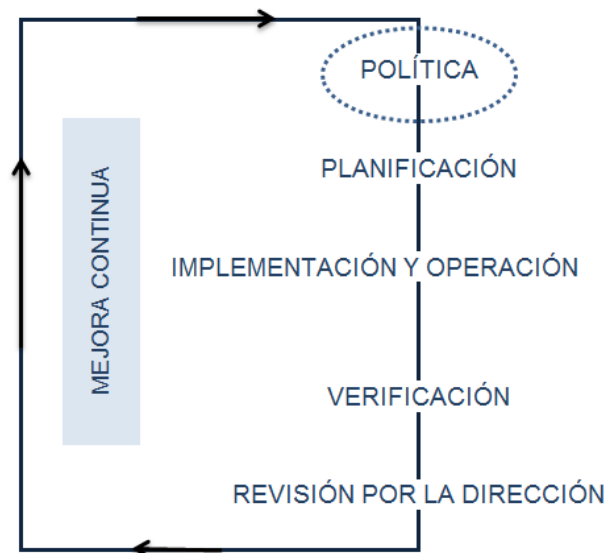 POLÍTICA
PLANIFICACIÓN
IMPLEMENTACIÓN Y OPERACIÓN
VERIFICACIÓN
REVISIÓN POR LA DIRECCIÓN
MEJORA CONTINUA